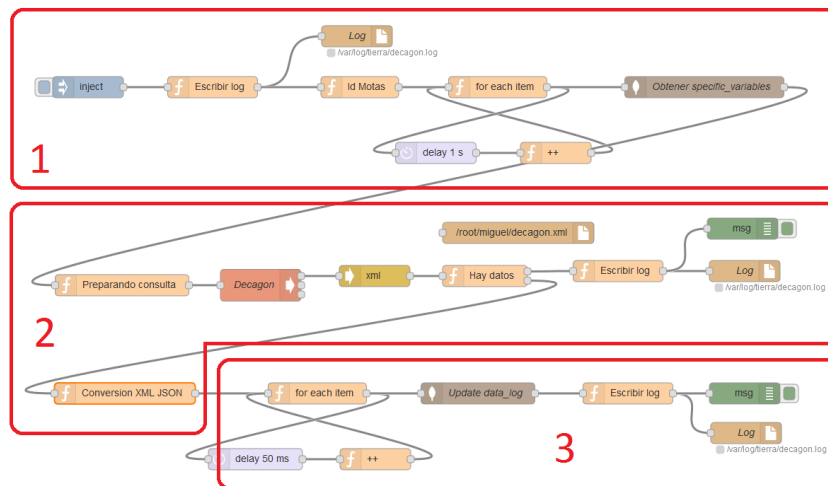 Log
/var/log/tierra/decagon.log
inject
Escribir log
Id Motas
for each item
Obtener specific_variables
delay 1 s
++
1
/root/miguel/decagon.xml
msg
Preparando consulta
Decagon
xml
Hay datos
Escribir log
Log
/var/log/tierra/decagon.log
2
Conversion XML JSON
for each item
Update data_log
Escribir log
msg
Log
/var/log/tierra/decagon.log
delay 50 ms
++
3